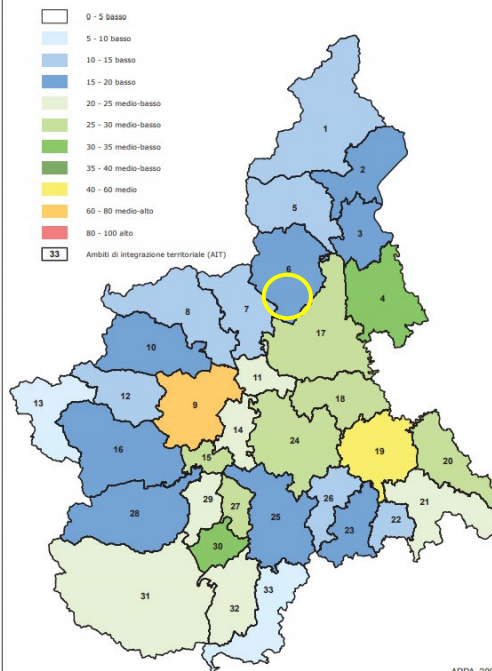 0 - 5 basso
5 - 10 basso
10 - 15 basso
15 - 20 basso
20 - 25 medio-basso
25 - 30 medio-basso
30 - 35 medio-basso
35 - 40 medio-basso
40 - 60 medio
60 - 80 medio-alto
80 - 100 alto
33 Ambiti di integrazione territoriale (AIT)
1
2
5
3
6
4
8
7
17
10
11
13
12
9
18
14
16
15
24
19
20
29
27
26
21
28
25
23
22
30
31
32
33